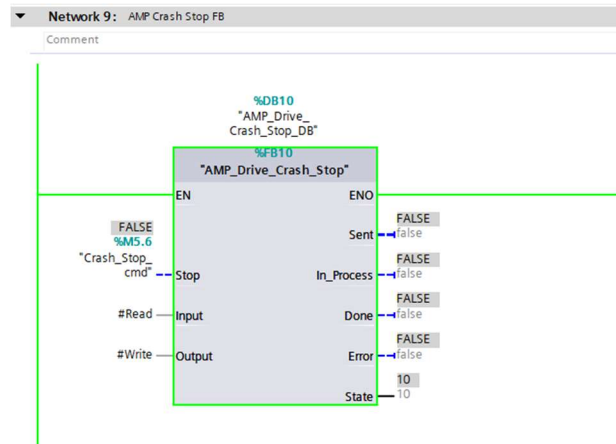 Network 9: AMP Crash Stop FB
Comment
%DB10
"AMP_Drive_
Crash_Stop_DB"
%FB10
"AMP_Drive_Crash_Stop"
EN ENO
FALSE
%M5.6
"Crash_Stop_
cmd" Stop
#Read Input
#Write Output
FALSE
Sent false
FALSE
In_Process false
FALSE
Done false
FALSE
Error false
10
State 10